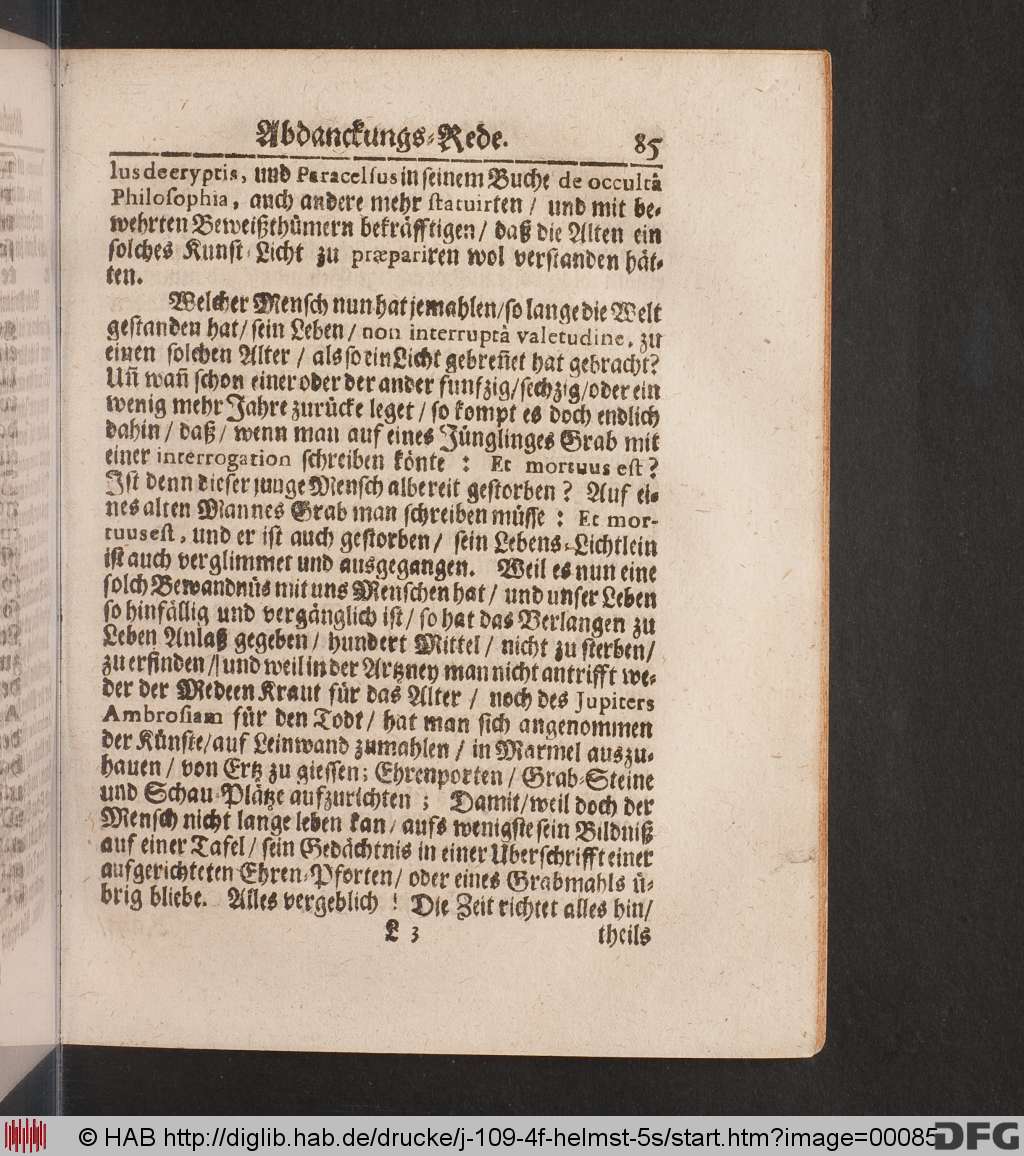 Abdanckungs-Rede. 85
lus de cryptis, und Paracelsus in seinem Buche de occultâ
Philosophia, auch andere mehr statuirten / und mit be-
wehrten Beweißthümern bekräfftigen / daß die Alten ein
solches Kunst-Licht zu præpariren wol verstanden hät-
ten.
Welcher Mensch nun hat jemahlen / so lange die Welt
gestanden hat / sein Leben / non interruptâ valetudine, zu
einen solchen Alter / als so ein Licht gebreñet hat gebracht?
Uñ wañ schon einer oder der ander funfzig / sechzig / oder ein
wenig mehr Jahre zurücke leget / so kompt es doch endlich
dahin / daß / wenn man auf eines Jünglinges Grab mit
einer interrogation schreiben könte : Et mortuus est ?
Ist denn dieser junge Mensch albereit gestorben ? Auf ei-
nes alten Mannes Grab man schreiben müsse : Et mor-
tuus est, und er ist auch gestorben / sein Lebens-Lichtlein
ist auch verglimmet und ausgegangen. Weil es nun eine
solch Bewandnüs mit uns Menschen hat / und unser Leben
so hinfällig und vergänglich ist / so hat das Verlangen zu
Leben Anlaß gegeben / hundert Mittel / nicht zu sterben /
zu erfinden / und weil in der Artzney man nicht antrifft we-
der der Medeen Kraut für das Alter / noch des Jupiters
Ambrosiam für den Todt / hat man sich angenommen
der Künste / auf Leinwand zumahlen / in Marmel auszu-
hauen / von Ertz zu giessen ; Ehrenporten / Grab-Steine
und Schau-Plätze aufzurichten ; Damit / weil doch der
Mensch nicht lange leben kan / aufs wenigste sein Bildniß
auf einer Tafel / sein Gedächtnis in einer Uberschrifft einer
aufgerichteten Ehren-Pforten / oder eines Grabmahls ü-
brig bliebe. Alles vergeblich ! Die Zeit richtet alles hin /
L 3 theils
© HAB http://diglib.hab.de/drucke/j-109-4f-helmst-5s/start.htm?image=00085
DFG